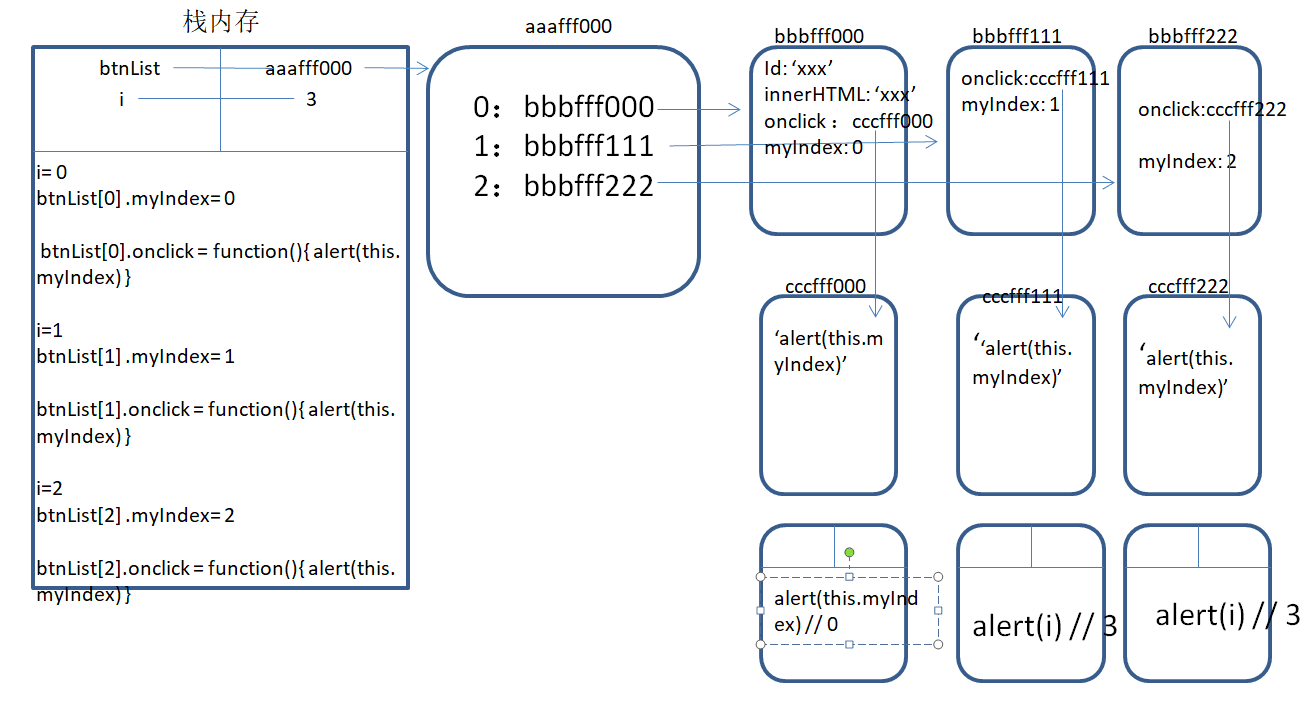 栈内存
btnList aaafff000
i 3
i= 0
btnList[0] .myIndex= 0
btnList[0].onclick = function(){ alert(this.
myIndex) }
i=1
btnList[1] .myIndex= 1
btnList[1].onclick = function(){ alert(this.
myIndex) }
i=2
btnList[2] .myIndex= 2
btnList[2].onclick = function(){ alert(this.
myIndex) }
aaafff000
0： bbbfff000
1： bbbfff111
2： bbbfff222
bbbfff000
Id: ‘xxx’
innerHTML: ‘xxx’
onclick ： cccfff000
myIndex: 0
bbbfff111
onclick:cccfff111
myIndex: 1
bbbfff222
onclick:cccfff222
myIndex: 2
cccfff000
‘alert(this.m
yIndex)’
cccfff111
‘‘alert(this.
myIndex)’
cccfff222
‘alert(this.
myIndex)’
alert(this.myInd
ex) // 0
alert(i) // 3
alert(i) // 3